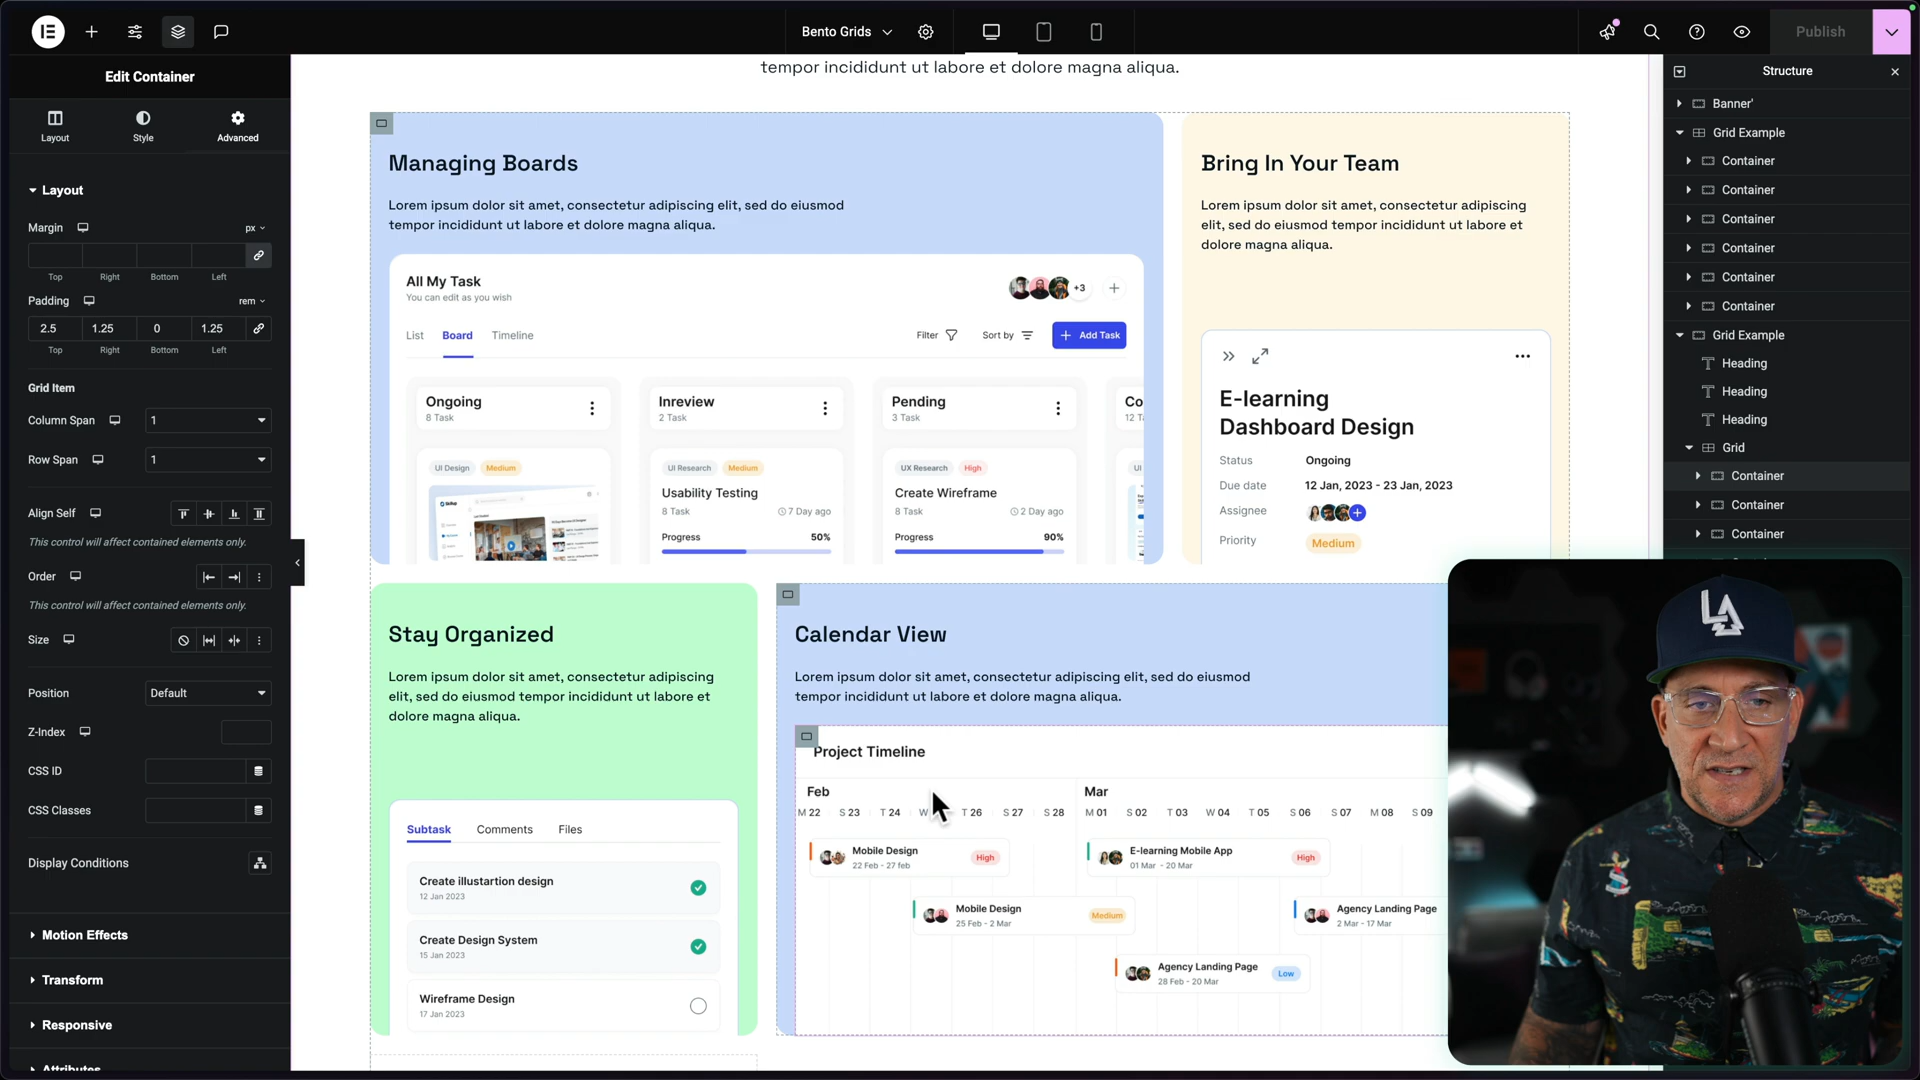 Bento Grids
Publish
Edit Container
Layout
Style
Advanced
Layout
Margin
px
Top
Right
Bottom
Left
Padding
rem
2.5
1.25
0
1.25
Top
Right
Bottom
Left
Grid Item
Column Span
1
Row Span
1
Align Self
This control will affect contained elements only.
Order
This control will affect contained elements only.
Size
Position
Default
Z-Index
CSS ID
CSS Classes
Display Conditions
Motion Effects
Transform
Responsive
Attributes
tempor incididunt ut labore et dolore magna aliqua.
Managing Boards
Lorem ipsum dolor sit amet, consectetur adipiscing elit, sed do eiusmod
tempor incididunt ut labore et dolore magna aliqua.
All My Task
You can edit as you wish
+3
List
Board
Timeline
Filter
Sort by
+ Add Task
Ongoing
8 Task
Inreview
2 Task
Pending
3 Task
Co
12 T
UI Design
Medium
UI Research
Medium
Usability Testing
8 Task
7 Day ago
Progress
50%
UX Research
High
Create Wireframe
8 Task
2 Day ago
Progress
90%
UI
Bring In Your Team
Lorem ipsum dolor sit amet, consectetur adipiscing
elit, sed do eiusmod tempor incididunt ut labore et
dolore magna aliqua.
E-learning
Dashboard Design
Status
Ongoing
Due date
12 Jan, 2023 - 23 Jan, 2023
Assignee
Priority
Medium
Stay Organized
Lorem ipsum dolor sit amet, consectetur adipiscing
elit, sed do eiusmod tempor incididunt ut labore et
dolore magna aliqua.
Subtask
Comments
Files
Create illustartion design
12 Jan 2023
Create Design System
15 Jan 2023
Wireframe Design
17 Jan 2023
Calendar View
Lorem ipsum dolor sit amet, consectetur adipiscing elit, sed do eiusmod
tempor incididunt ut labore et dolore magna aliqua.
Project Timeline
Feb
Mar
M 22
S 23
T 24
W
T 26
S 27
S 28
M 01
S 02
T 03
W 04
T 05
S 06
S 07
M 08
S 09
Mobile Design
22 Feb - 27 feb
High
E-learning Mobile App
01 Mar - 20 Mar
High
Mobile Design
25 Feb - 2 Mar
Medium
Agency Landing Page
2 Mar - 17 Mar
Agency Landing Page
28 Feb - 20 Mar
Low
Structure
Banner'
Grid Example
Container
Container
Container
Container
Container
Container
Grid Example
Heading
Heading
Heading
Grid
Container
Container
Container
LA